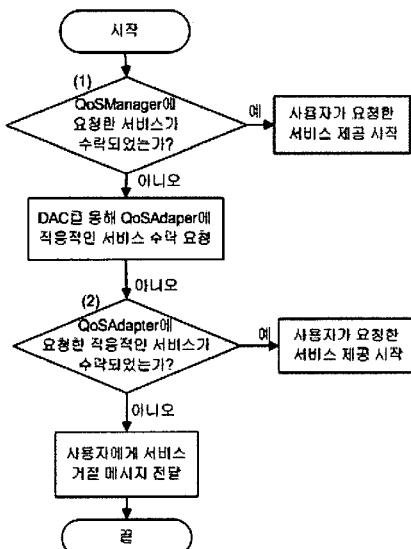 시작
(1)
QoSManager에
요청한 서비스가
수락되었는가?
예
사용자가 요청한
서비스 제공 시작
아니오
DAC를 통해 QoSAdaper에
적응적인 서비스 수락 요청
아니오
(2)
QoSAdapter에
요청한 적응적인 서비스가
수락되었는가?
예
사용자가 요청한
서비스 제공 시작
아니오
사용자에게 서비스
거절 메시지 전달
끝